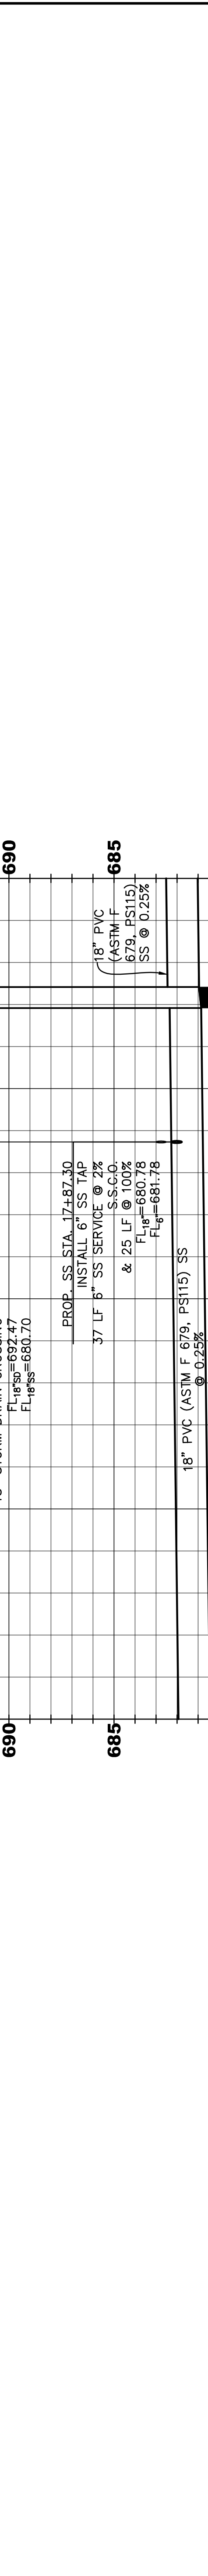 FL18"SD=692.47
FL18"SS=680.70
690
685
PROP. SS STA. 17+87.30
INSTALL 6" SS TAP
37 LF 6" SS SERVICE @ 2%
S.S.C.O.
& 25 LF @ 100%
FL18"=680.78
FL6"=681.78
18" PVC
(ASTM F
679, PS115)
SS @ 0.25%
18" PVC (ASTM F 679, PS115) SS
@ 0.25%
690
685